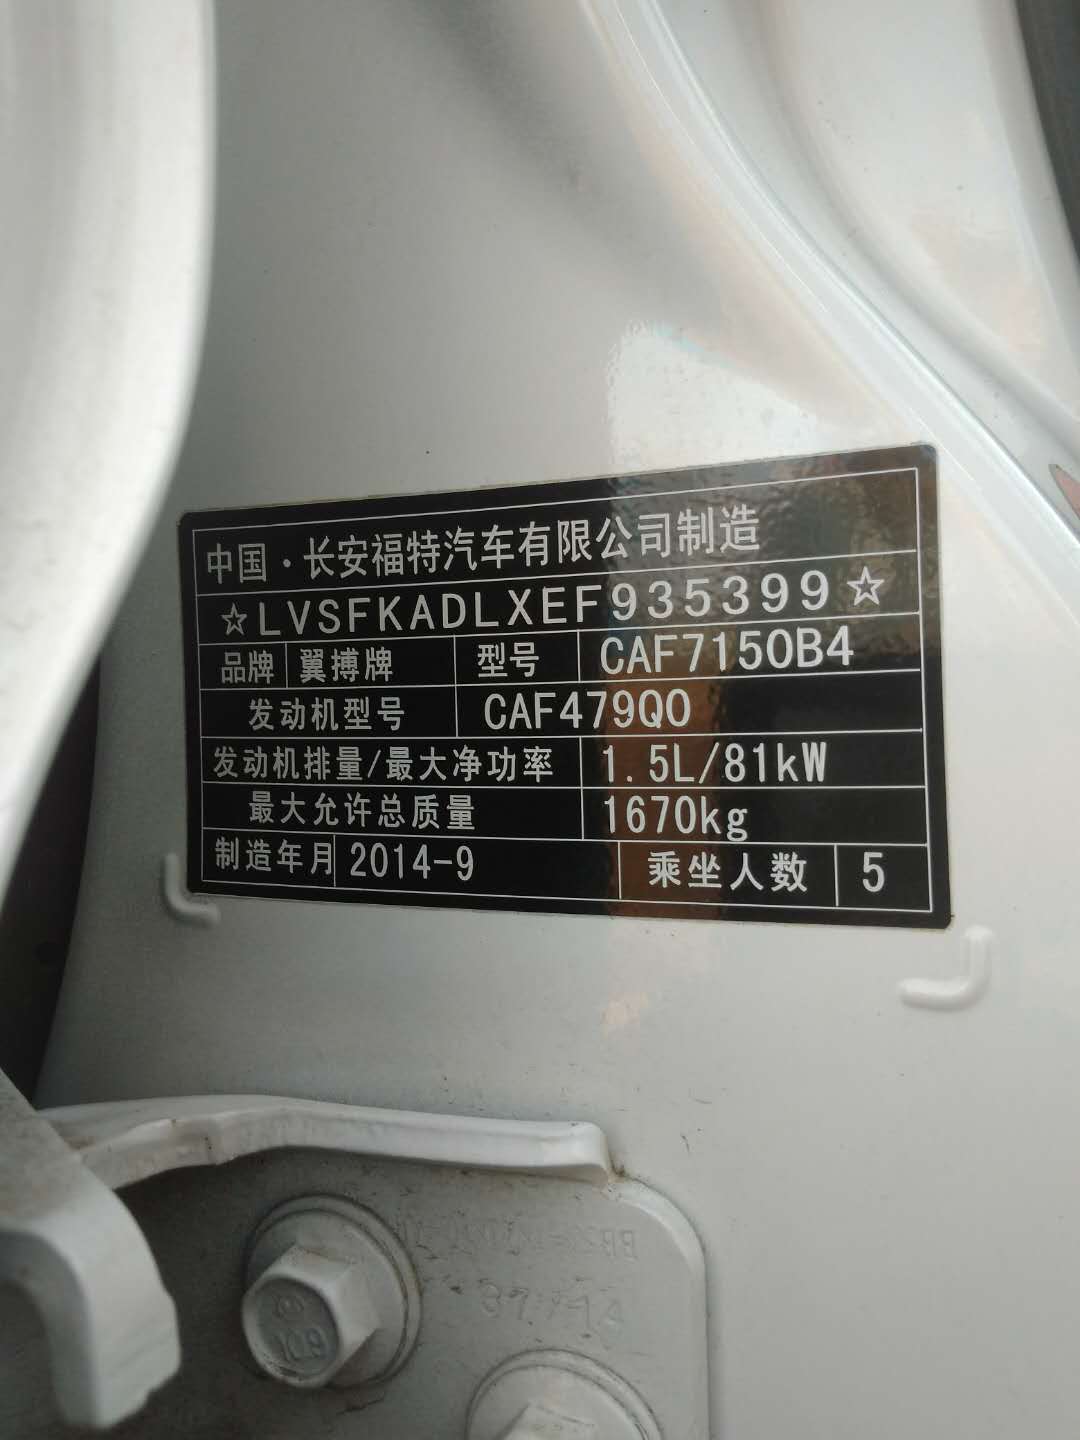 中国·长安福特汽车有限公司制造
☆LVSFKADLXEF935399☆
品牌 翼搏牌 型号 CAF7150B4
发动机型号 CAF479Q0
发动机排量/最大净功率 1.5L/81kW
最大允许总质量 1670kg
制造年月 2014-9 乘坐人数 5
10.9